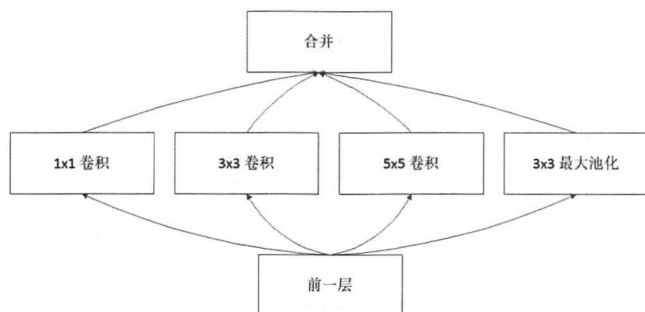 合并
1x1 卷积
3x3 卷积
5x5 卷积
3x3 最大池化
前一层